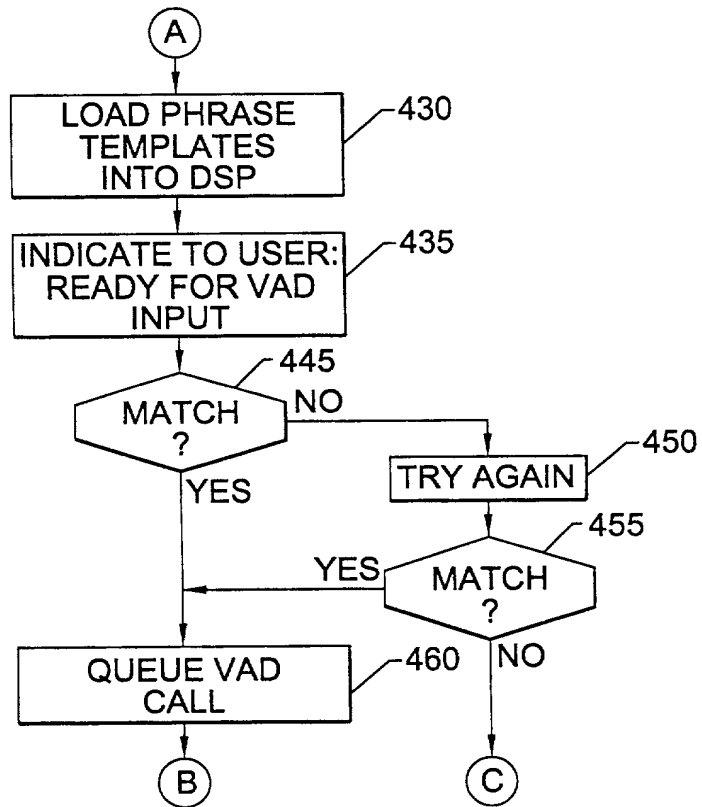 A
LOAD PHRASE
TEMPLATES
INTO DSP
430
INDICATE TO USER:
READY FOR VAD
INPUT
435
445
MATCH
?
NO
YES
TRY AGAIN
450
455
MATCH
?
YES
NO
QUEUE VAD
CALL
460
B
C